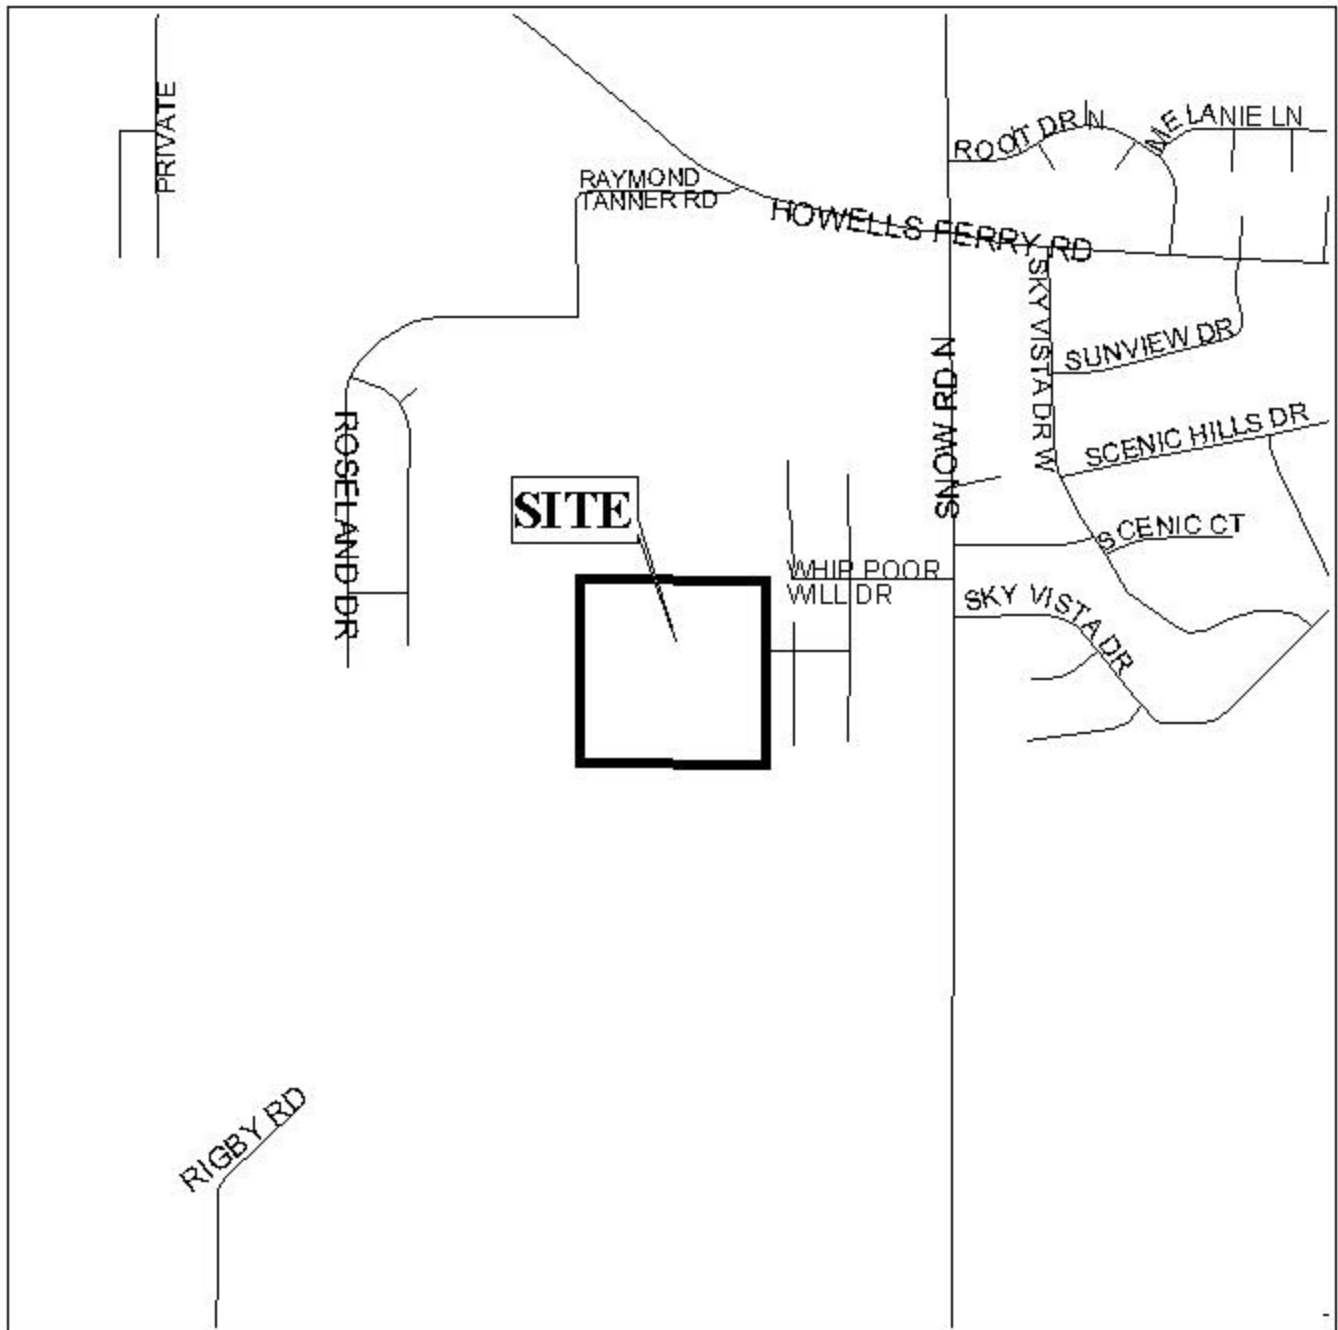 PRIVATE
ROOT DR N
MELANIE LN
RAYMOND
TANNER RD
HOWELLS FERRY RD
SKY VISTA DR W
SUNVIEW DR
SNOW RD N
ROSELAND DR
SCENIC HILLS DR
SITE
SCENIC CT
WHIP POOR
WILL DR
SKY VISTA DR
RIGBY RD